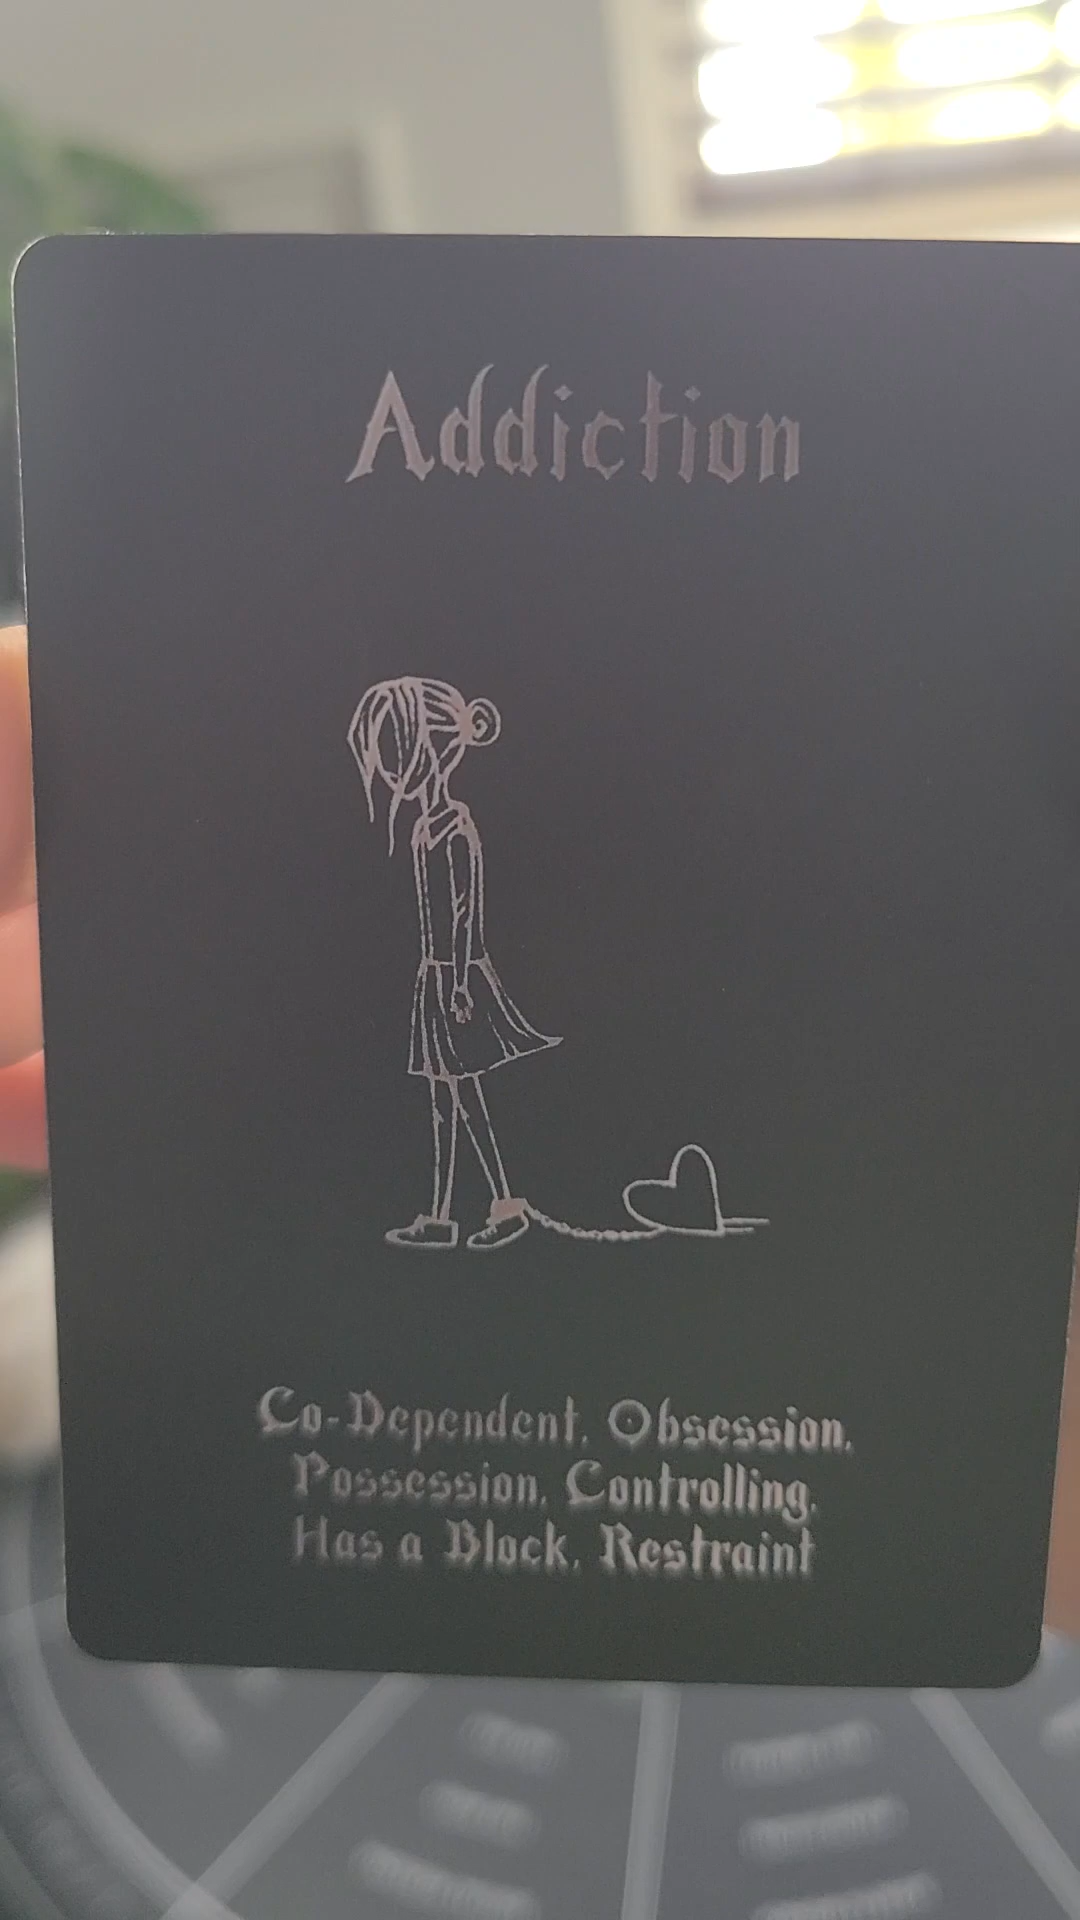 Addiction
Co-Dependent, Obsession,
Possession, Controlling,
Has a Block, Restraint